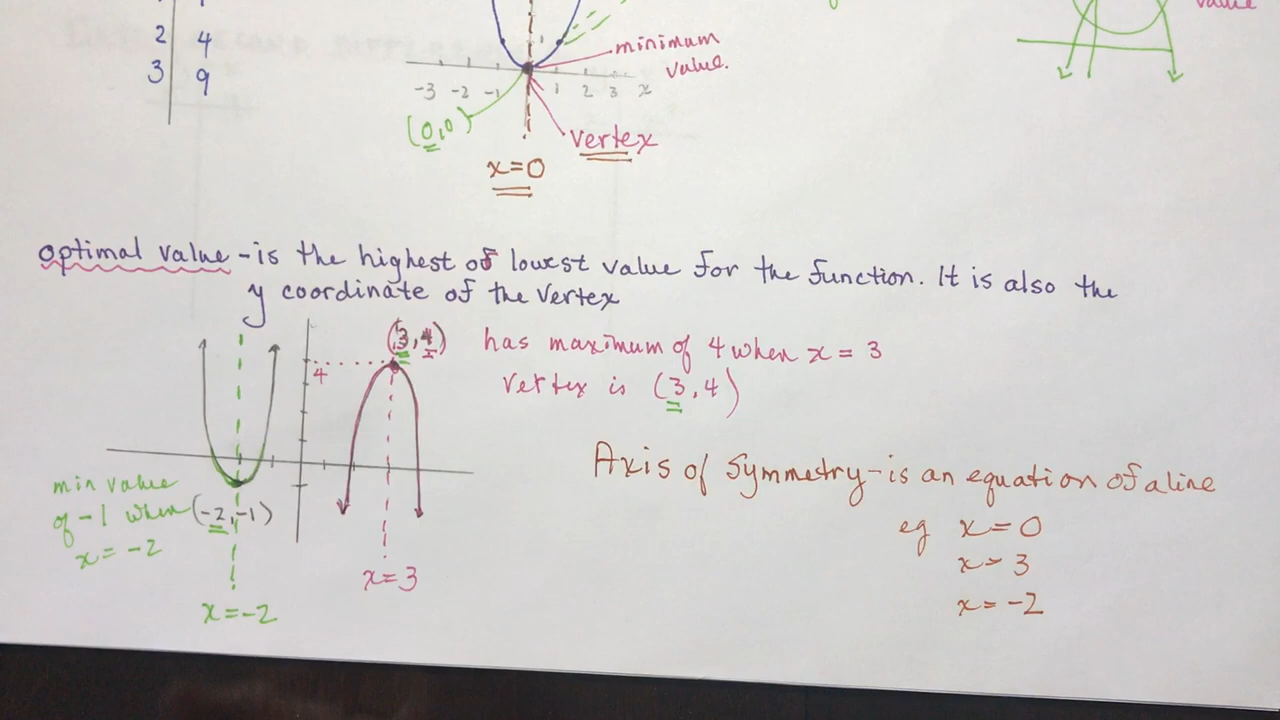 value
2 4
3 9
minimum
value.
-3 -2 -1 1 2 3 x
(0,0)
vertex
x=0
optimal value - is the highest of lowest value for the function. It is also the
y coordinate of the vertex
(3,4) has maximum of 4 when x = 3
4
vertex is (3,4)
Axis of Symmetry - is an equation of a line
min value
of -1 when (-2,-1)
x = -2
eg x=0
x=3
x=-2
x=3
x=-2